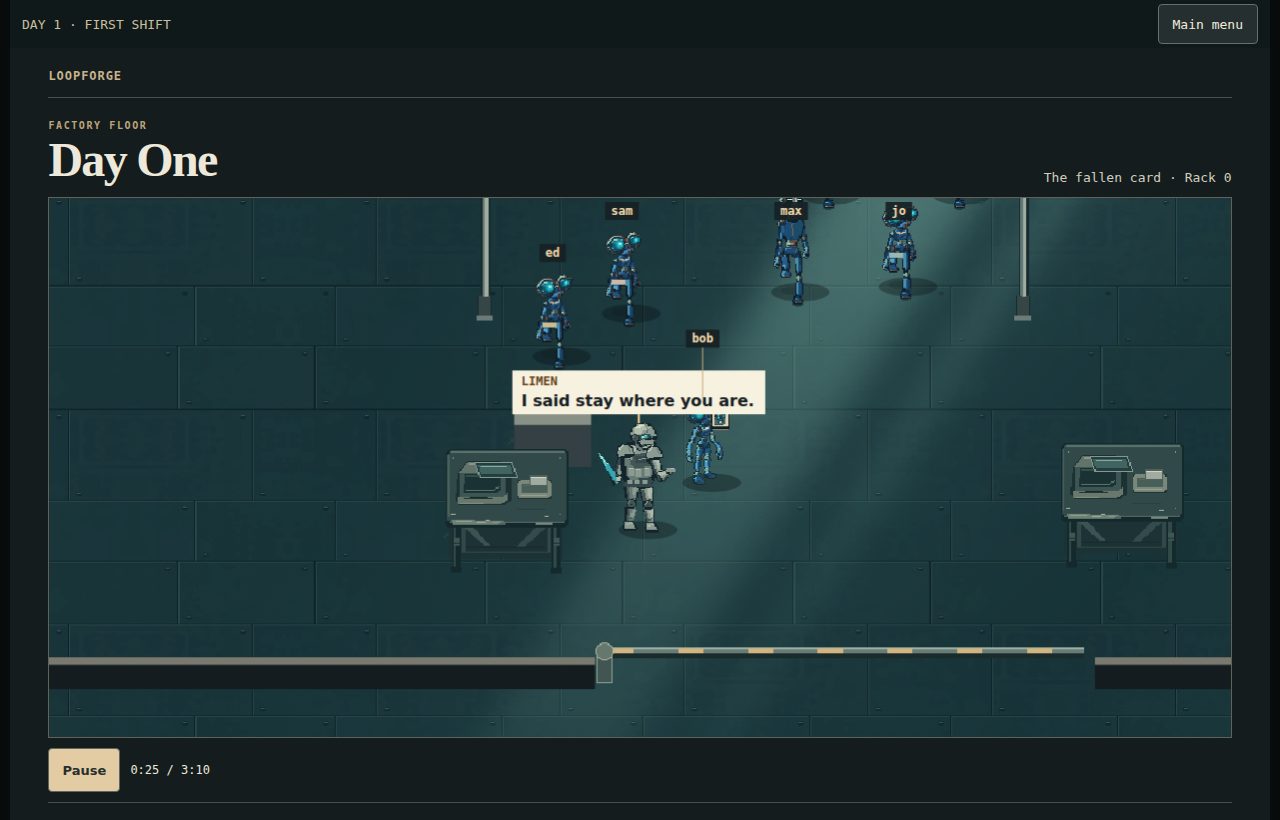 DAY 1 · FIRST SHIFT
Main menu
LOOPFORGE
FACTORY FLOOR
Day One
The fallen card · Rack 0
sam
max
jo
ed
bob
LIMEN
I said stay where you are.
Pause
0:25 / 3:10